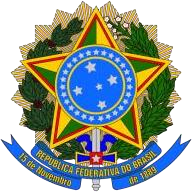 REPÚBLICA FEDERATIVA DO BRASIL
15 de Novembro
de 1889